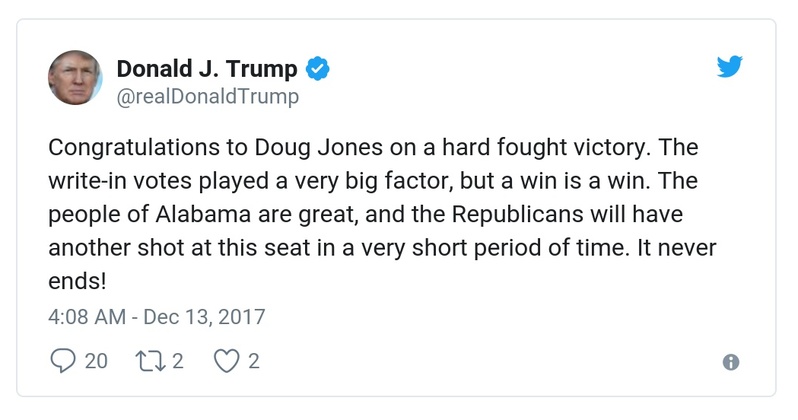 Donald J. Trump
@realDonaldTrump
Congratulations to Doug Jones on a hard fought victory. The
write-in votes played a very big factor, but a win is a win. The
people of Alabama are great, and the Republicans will have
another shot at this seat in a very short period of time. It never
ends!
4:08 AM - Dec 13, 2017
20 2 2